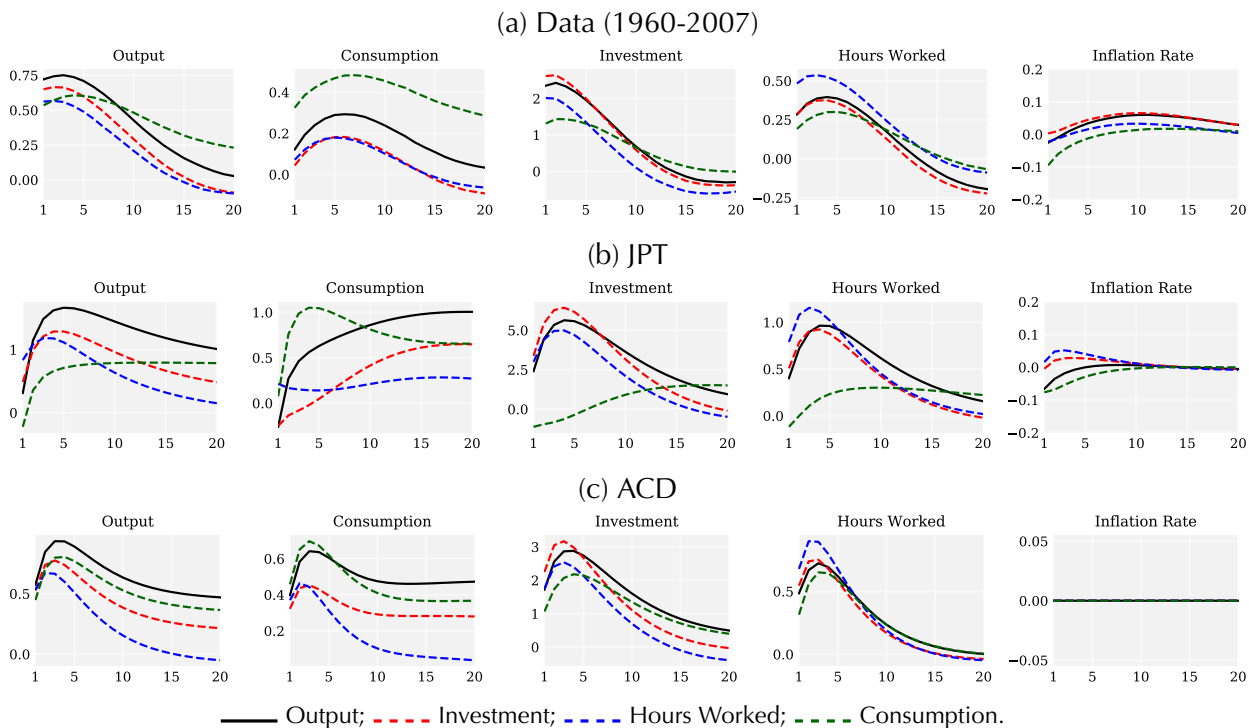 (a) Data (1960-2007)
Output Consumption Investment Hours Worked Inflation Rate
0.75 0.50 0.25 0.00
0.4 0.2 0.0
2 1 0
0.50 0.25 0.00 −0.25
0.2 0.1 0.0 −0.1 −0.2
1 5 10 15 20 1 5 10 15 20 1 5 10 15 20 1 5 10 15 20 1 5 10 15 20
(b) JPT
Output Consumption Investment Hours Worked Inflation Rate
1 0
1.0 0.5 0.0
5.0 2.5 0.0
1.0 0.5 0.0
0.2 0.1 0.0 −0.1 −0.2
1 5 10 15 20 1 5 10 15 20 1 5 10 15 20 1 5 10 15 20 1 5 10 15 20
(c) ACD
Output Consumption Investment Hours Worked Inflation Rate
0.5 0.0
0.6 0.4 0.2
3 2 1 0
0.5 0.0
0.05 0.00 −0.05
1 5 10 15 20 1 5 10 15 20 1 5 10 15 20 1 5 10 15 20 1 5 10 15 20
Output; Investment; Hours Worked; Consumption.